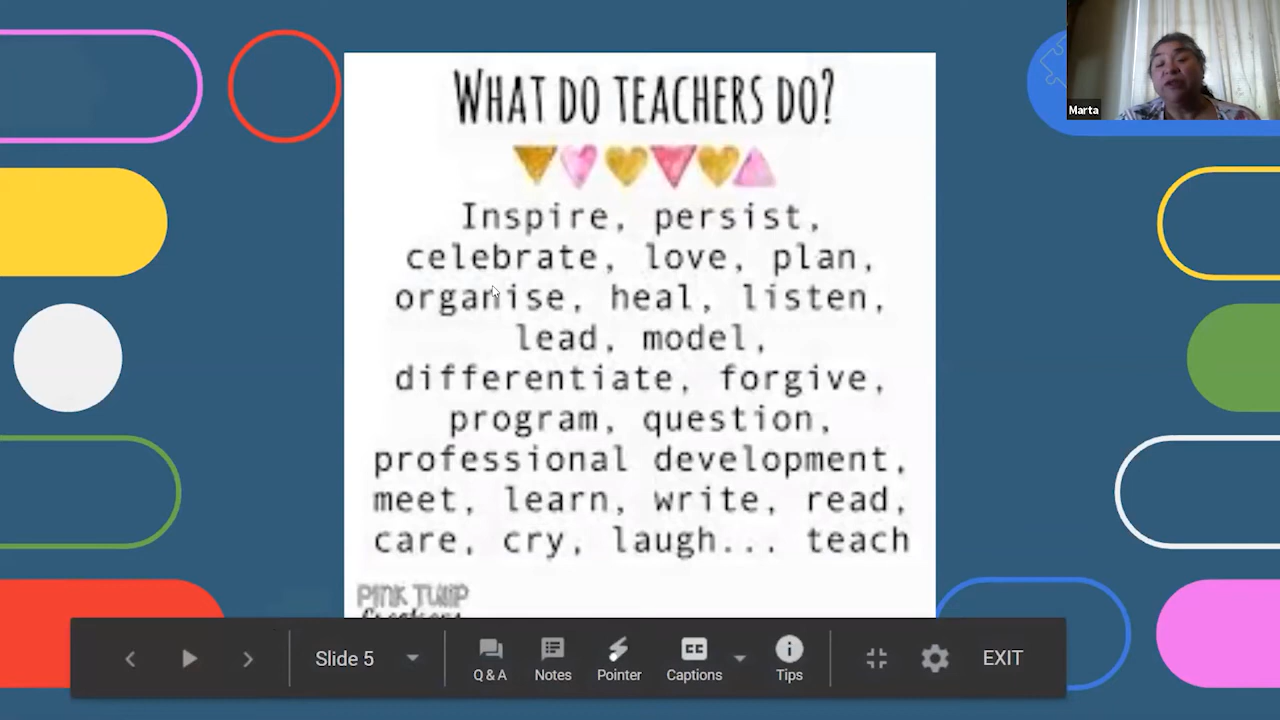 WHAT DO TEACHERS DO?
Inspire, persist,
celebrate, love, plan,
organise, heal, listen,
lead, model,
differentiate, forgive,
program, question,
professional development,
meet, learn, write, read,
care, cry, laugh... teach
PINK TULIP
Creations
Marta
Slide 5
Q & A
Notes
Pointer
Captions
Tips
EXIT